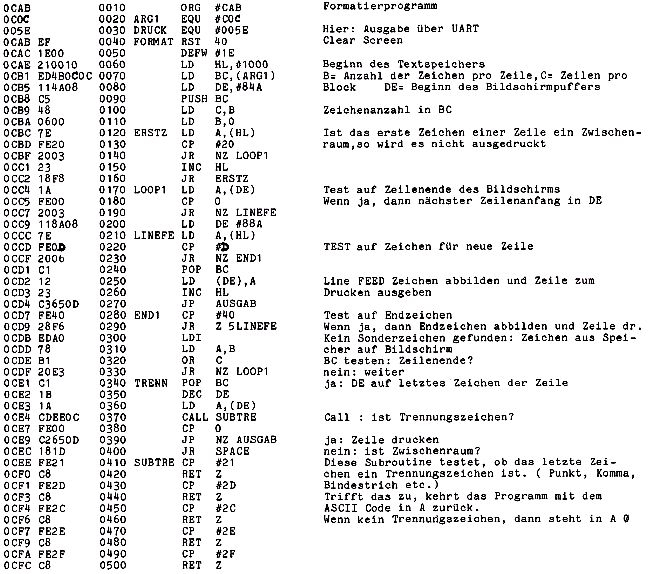 0CAB 0010 ORG #CAB Formatierprogramm
0C0C 0020 ARG1 EQU #C0C
005E 0030 DRUCK EQU #005E Hier: Ausgabe über UART
0CAB EF 0040 FORMAT RST 40 Clear Screen
0CAC 1E00 0050 DEFW #1E
0CAE 210010 0060 LD HL,#1000 Beginn des Textspeichers
0CB1 ED4B0C0C 0070 LD BC,(ARG1) B= Anzahl der Zeichen pro Zeile,C= Zeilen pro
0CB5 114A08 0080 LD DE,#84A Block DE= Beginn des Bildschirmpuffers
0CB8 C5 0090 PUSH BC
0CB9 48 0100 LD C,B Zeichenanzahl in BC
0CBA 0600 0110 LD B,0
0CBC 7E 0120 ERSTZ LD A,(HL) Ist das erste Zeichen einer Zeile ein Zwischen-
0CBD FE20 0130 CP #20 raum,so wird es nicht ausgedruckt
0CBF 2003 0140 JR NZ LOOP1
0CC1 23 0150 INC HL
0CC2 18F8 0160 JR ERSTZ
0CC4 1A 0170 LOOP1 LD A,(DE) Test auf Zeilenende des Bildschirms
0CC5 FE00 0180 CP 0 Wenn ja, dann nächster Zeilenanfang in DE
0CC7 2003 0190 JR NZ LINEFE
0CC9 118A08 0200 LD DE #88A
0CCC 7E 0210 LINEFE LD A,(HL)
0CCD FE0D 0220 CP #D TEST auf Zeichen für neue Zeile
0CCF 2006 0230 JR NZ END1
0CD1 C1 0240 POP BC
0CD2 12 0250 LD (DE),A Line FEED Zeichen abbilden und Zeile zum
0CD3 23 0260 INC HL Drucken ausgeben
0CD4 C3650D 0270 JP AUSGAB
0CD7 FE40 0280 END1 CP #40 Test auf Endzeichen
0CD9 28F6 0290 JR Z 5LINEFE Wenn ja, dann Endzeichen abbilden und Zeile dr.
0CDB EDA0 0300 LDI Kein Sonderzeichen gefunden: Zeichen aus Spei-
0CDD 78 0310 LD A,B cher auf Bildschirm
0CDE B1 0320 OR C BC testen: Zeilenende?
0CDF 20E3 0330 JR NZ LOOP1 nein: weiter
0CE1 C1 0340 TRENN POP BC ja: DE auf letztes Zeichen der Zeile
0CE2 1B 0350 DEC DE
0CE3 1A 0360 LD A,(DE)
0CE4 CDEE0C 0370 CALL SUBTRE Call : ist Trennungszeichen?
0CE7 FE00 0380 CP 0
0CE9 C2650D 0390 JP NZ AUSGAB ja: Zeile drucken
0CEC 181D 0400 JR SPACE nein: ist Zwischenraum?
0CEE FE21 0410 SUBTRE CP #21 Diese Subroutine testet, ob das letzte Zei-
0CF0 C8 0420 RET Z chen ein Trennungszeichen ist. ( Punkt, Komma,
0CF1 FE2D 0430 CP #2D Bindestrich etc.)
0CF3 C8 0440 RET Z Trifft das zu, kehrt das Programm mit dem
0CF4 FE2C 0450 CP #2C ASCII Code in A zurück.
0CF6 C8 0460 RET Z Wenn kein Trennungszeichen, dann steht in A 0
0CF7 FE2E 0470 CP #2E
0CF9 C8 0480 RET Z
0CFA FE2F 0490 CP #2F
0CFC C8 0500 RET Z